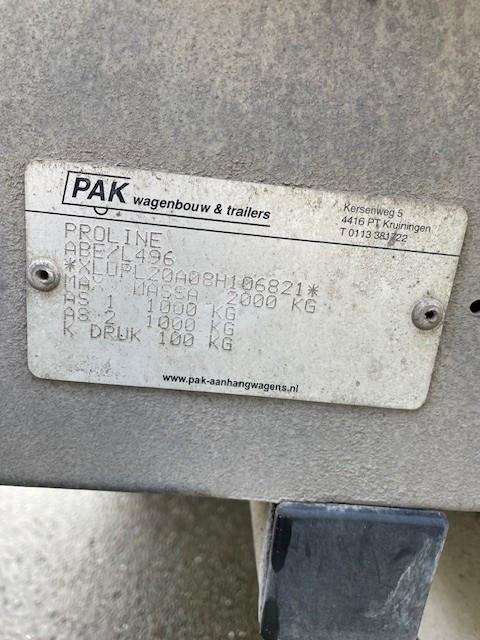 PAK wagenbouw & trailers
Kersenweg 5
4416 PT Kruiningen
T 0113 381722
PROLINE
ABEZL496
*XLUPL20A08H106821*
MAX. MASSA 2000 KG
AS 1 1000 KG
AS 2 1000 KG
K DRUK 100 KG
www.pak-aanhangwagens.nl